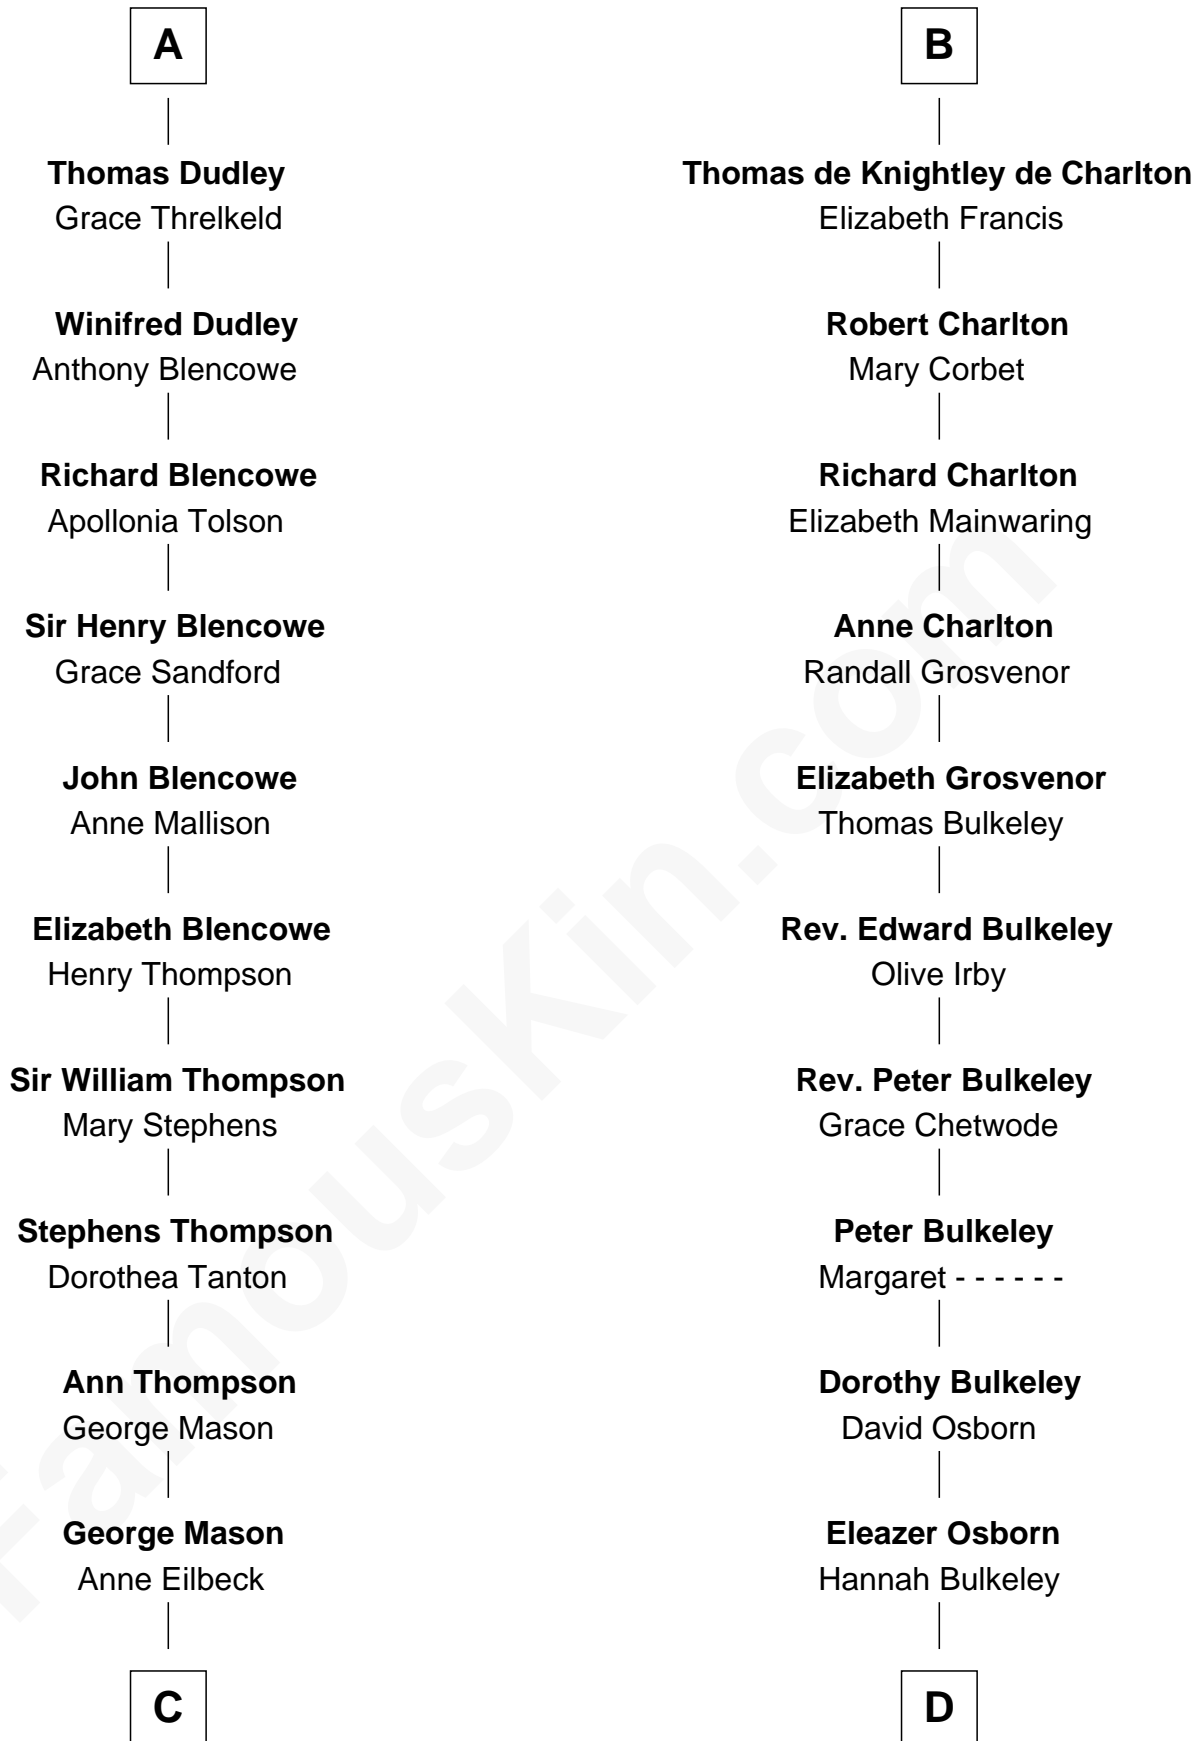 A
Thomas Dudley
Grace Threlkeld
Winifred Dudley
Anthony Blencowe
Richard Blencowe
Apollonia Tolson
Sir Henry Blencowe
Grace Sandford
John Blencowe
Anne Mallison
Elizabeth Blencowe
Henry Thompson
Sir William Thompson
Mary Stephens
Stephens Thompson
Dorothea Tanton
Ann Thompson
George Mason
George Mason
Anne Eilbeck
C
B
Thomas de Knightley de Charlton
Elizabeth Francis
Robert Charlton
Mary Corbet
Richard Charlton
Elizabeth Mainwaring
Anne Charlton
Randall Grosvenor
Elizabeth Grosvenor
Thomas Bulkeley
Rev. Edward Bulkeley
Olive Irby
Rev. Peter Bulkeley
Grace Chetwode
Peter Bulkeley
Margaret - - - - - -
Dorothy Bulkeley
David Osborn
Eleazer Osborn
Hannah Bulkeley
D
FamousKin.com